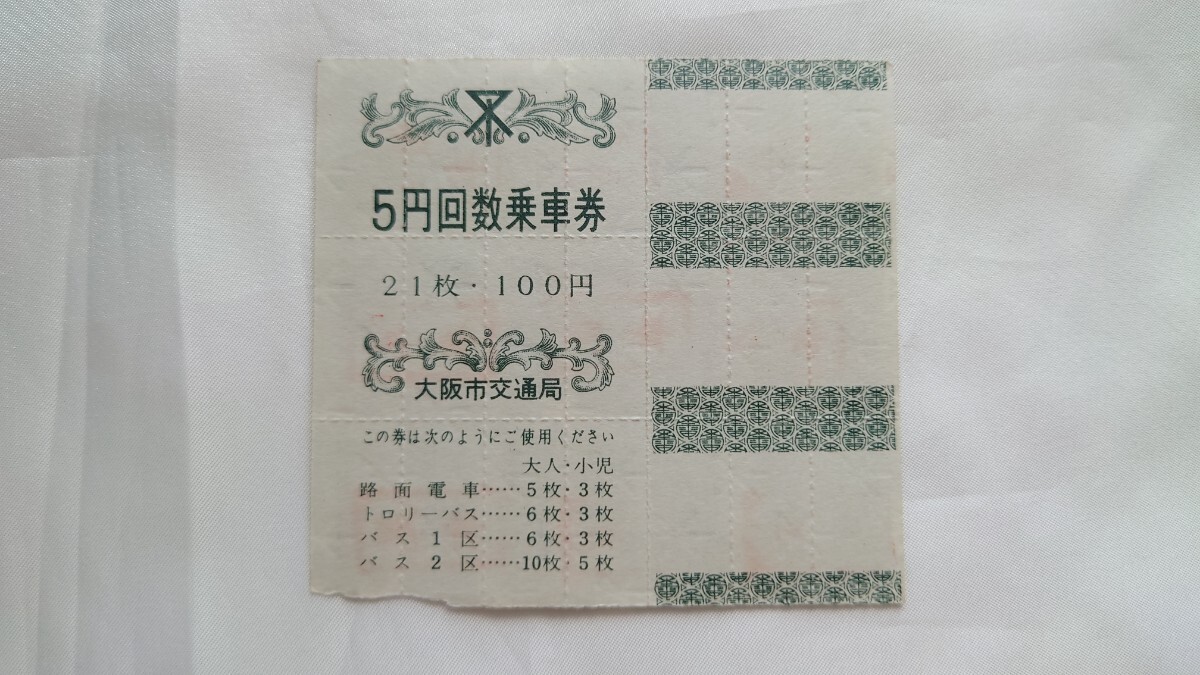 5円回数乗車券
21枚・100円
大阪市交通局
この券は次のようにご使用ください
大人・小児
路面電車……5枚・3枚
トロリーバス……6枚・3枚
バス1区……6枚・3枚
バス2区……10枚・5枚